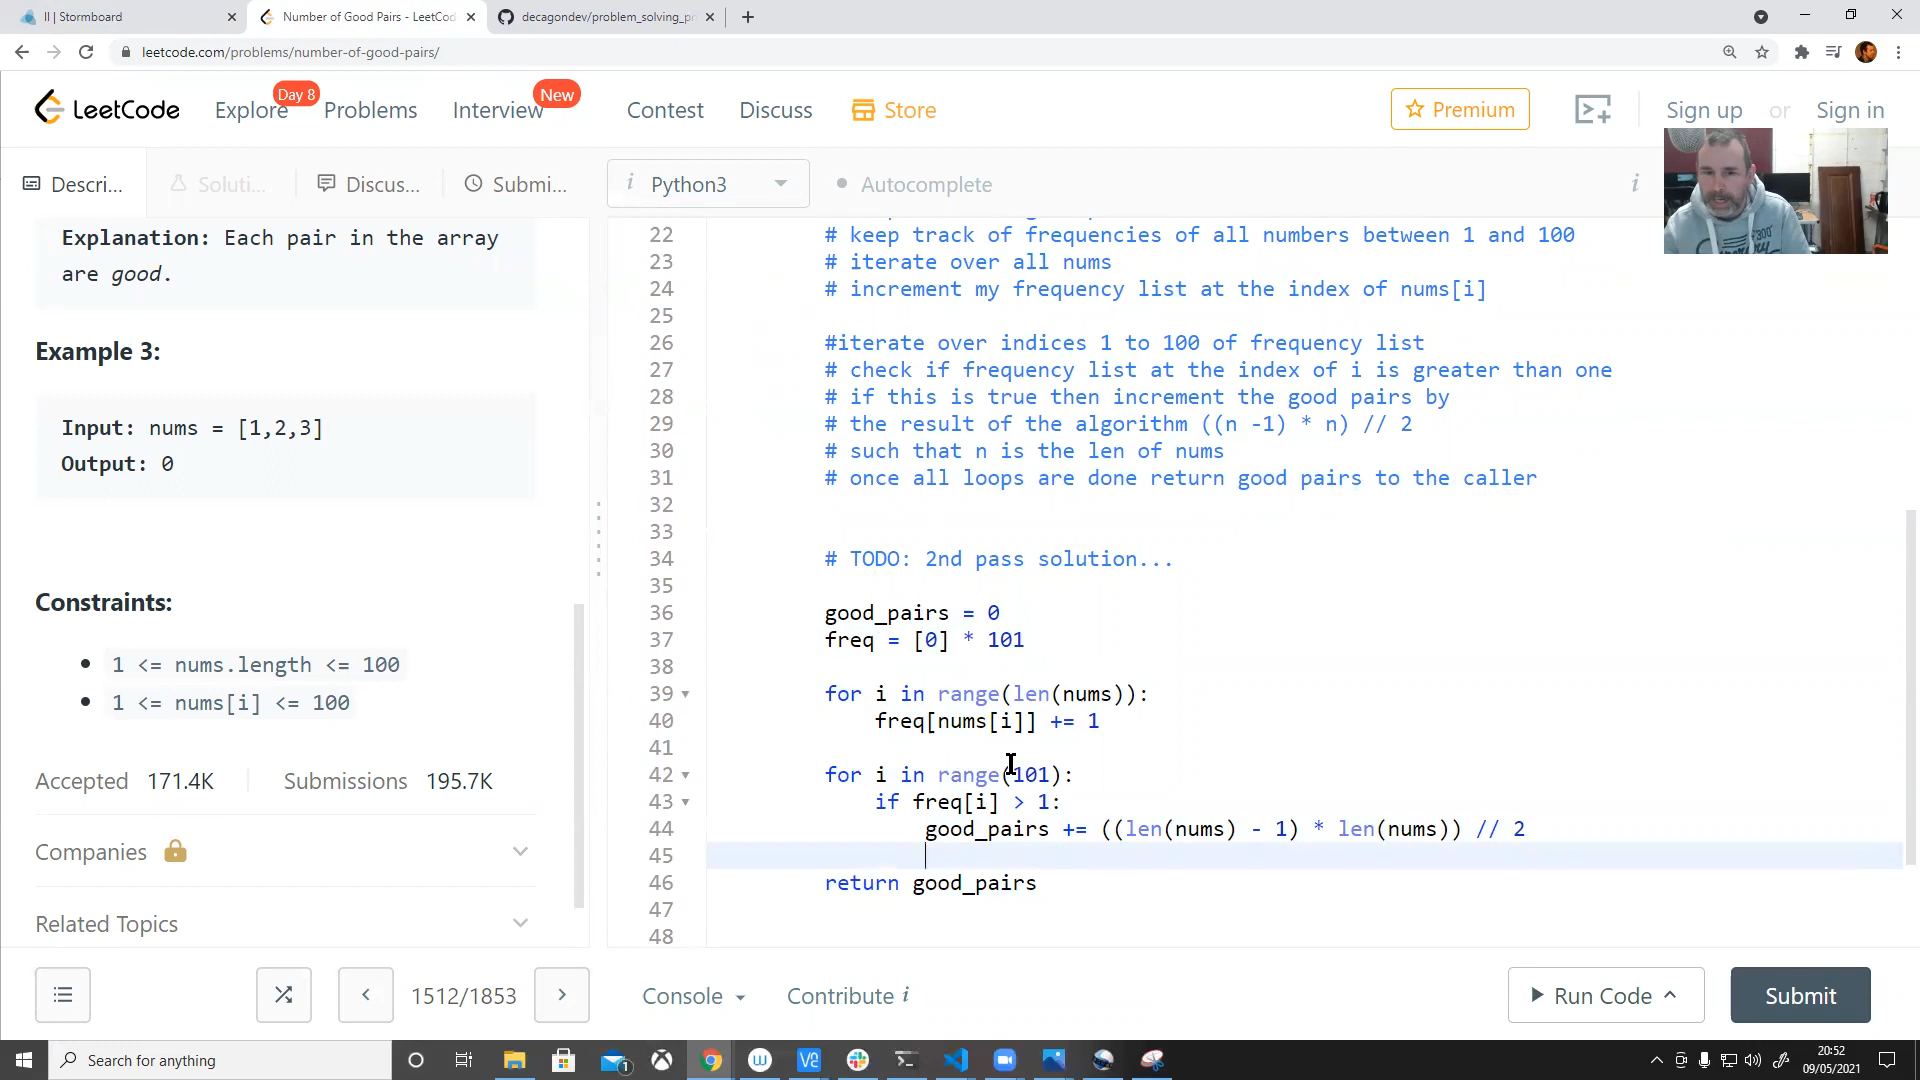 ll | Stormboard
Number of Good Pairs - LeetCod
decagondev/problem_solving_pr
leetcode.com/problems/number-of-good-pairs/
LeetCode
Explore
Day 8
Problems
Interview
New
Contest
Discuss
Store
Premium
Sign up or Sign in
Descri...
Soluti...
Discus...
Submi...
i Python3
Autocomplete
i
Explanation: Each pair in the array
are good.
Example 3:
Input: nums = [1,2,3]
Output: 0
Constraints:
1 <= nums.length <= 100
1 <= nums[i] <= 100
Accepted 171.4K
Submissions 195.7K
Companies
Related Topics
22 # keep track of frequencies of all numbers between 1 and 100
23 # iterate over all nums
24 # increment my frequency list at the index of nums[i]
25
26 #iterate over indices 1 to 100 of frequency list
27 # check if frequency list at the index of i is greater than one
28 # if this is true then increment the good pairs by
29 # the result of the algorithm ((n -1) * n) // 2
30 # such that n is the len of nums
31 # once all loops are done return good pairs to the caller
32
33
34 # TODO: 2nd pass solution...
35
36 good_pairs = 0
37 freq = [0] * 101
38
39 for i in range(len(nums)):
40 freq[nums[i]] += 1
41
42 for i in range(101):
43 if freq[i] > 1:
44 good_pairs += ((len(nums) - 1) * len(nums)) // 2
45
46 return good_pairs
47
48
1512/1853
Console
Contribute i
Run Code
Submit
Search for anything
20:52
09/05/2021